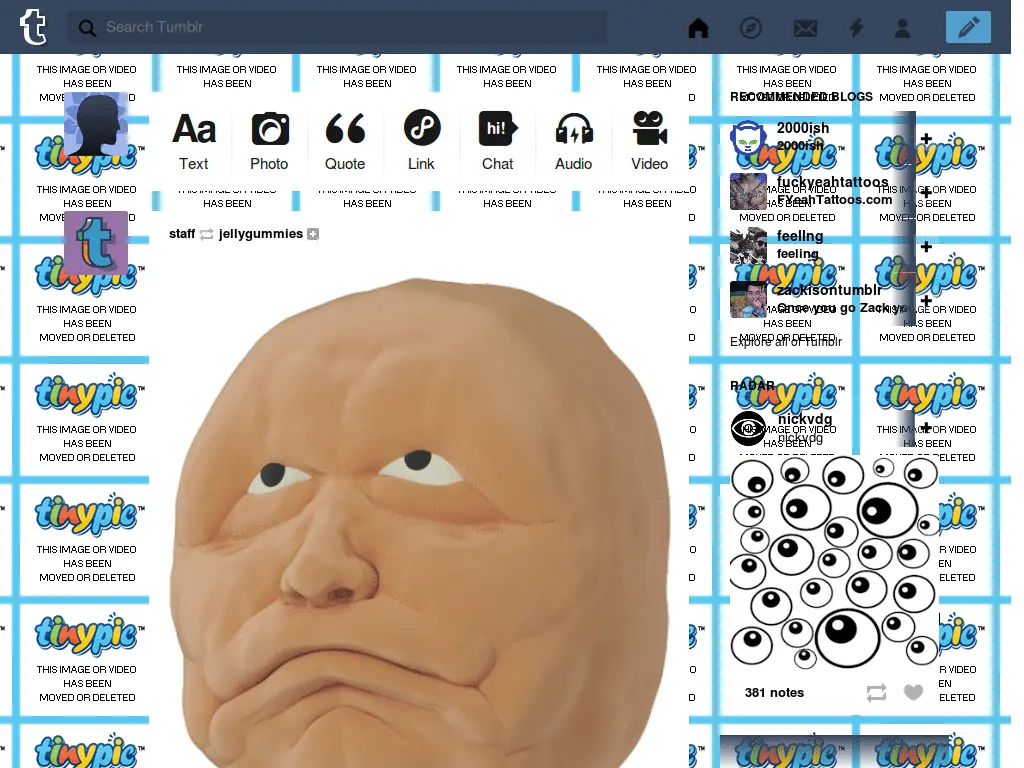 t Search Tumblr
Aa
Text
Photo
Quote
Link
hi!
Chat
Audio
Video
staff jellygummies
RECOMMENDED BLOGS
2000ish
2000ish
fuckyeahtattoos
FYeahTattoos.com
feelIng
feeling
zackisontumblr
Once you go Zack yo
Explore all of Tumblr
RADAR
nickvdg
nickvdg
381 notes
t
tinypic™
THIS IMAGE OR VIDEO
HAS BEEN
MOVED OR DELETED